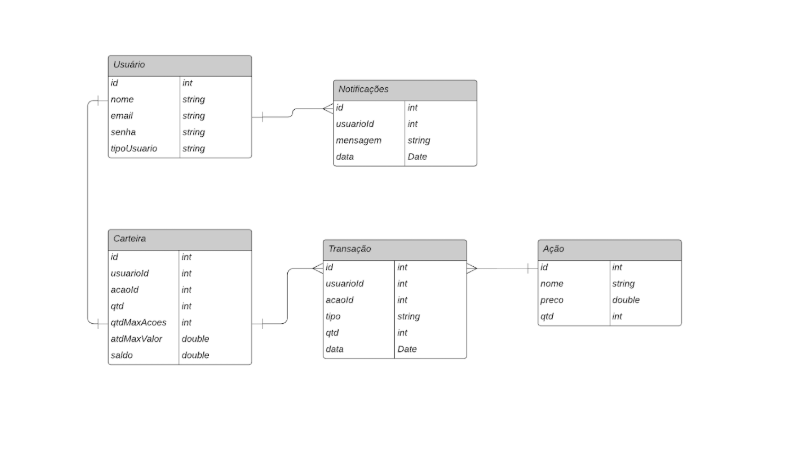 Usuário
id int
nome string
email string
senha string
tipoUsuario string
Notificações
id int
usuarioId int
mensagem string
data Date
Carteira
id int
usuarioId int
acaoId int
qtd int
qtdMaxAcoes int
atdMaxValor double
saldo double
Transação
id int
usuarioId int
acaoId int
tipo string
qtd int
data Date
Ação
id int
nome string
preco double
qtd int